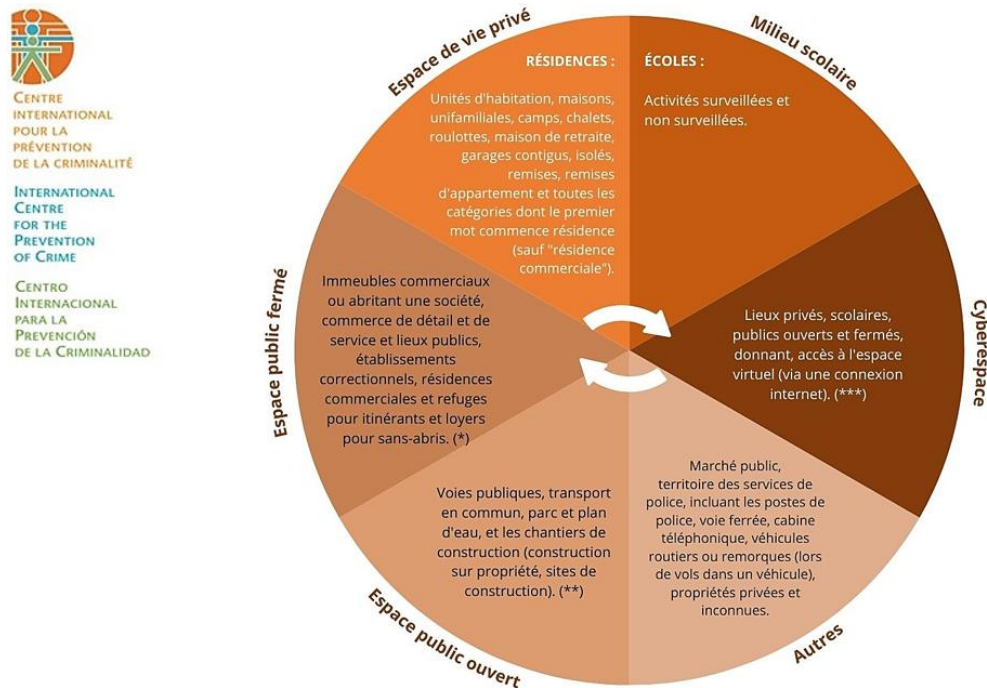 CENTRE
INTERNATIONAL
POUR LA
PRÉVENTION
DE LA CRIMINALITÉ
INTERNATIONAL
CENTRE
FOR THE
PREVENTION
OF CRIME
CENTRO
INTERNACIONAL
PARA LA
PREVENCIÓN
DE LA CRIMINALIDAD
Espace de vie privé
RÉSIDENCES :
Unités d'habitation, maisons,
unifamiliales, camps, chalets,
roulottes, maison de retraite,
garages contigus, isolés,
remises, remises
d'appartement et toutes les
catégories dont le premier
mot commence résidence
(sauf "résidence
commerciale").
Milieu scolaire
ÉCOLES :
Activités surveillées et
non surveillées.
Cyberespace
Lieux privés, scolaires,
publics ouverts et fermés,
donnant, accès à l'espace
virtuel (via une connexion
internet). (***)
Autres
Marché public,
territoire des services de
police, incluant les postes de
police, voie ferrée, cabine
téléphonique, véhicules
routiers ou remorques (lors
de vols dans un véhicule),
propriétés privées et
inconnues.
Espace public ouvert
Voies publiques, transport
en commun, parc et plan
d'eau, et les chantiers de
construction (construction
sur propriété, sites de
construction). (**)
Espace public fermé
Immeubles commerciaux
ou abritant une société,
commerce de détail et de
service et lieux publics,
établissements
correctionnels, résidences
commerciales et refuges
pour itinérants et loyers
pour sans-abris. (*)